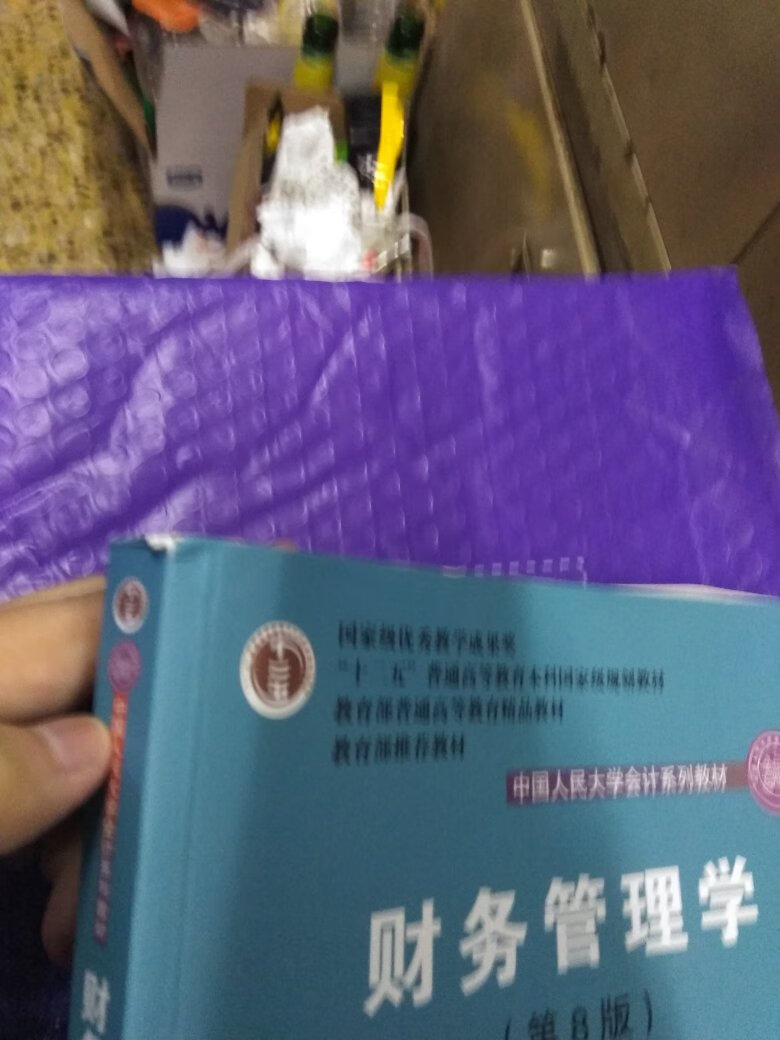 国家级优秀教学成果奖
“十二五”普通高等教育本科国家级规划教材
教育部普通高等教育精品教材
教育部推荐教材
中国人民大学会计系列教材
财务管理学
（第8版）
财